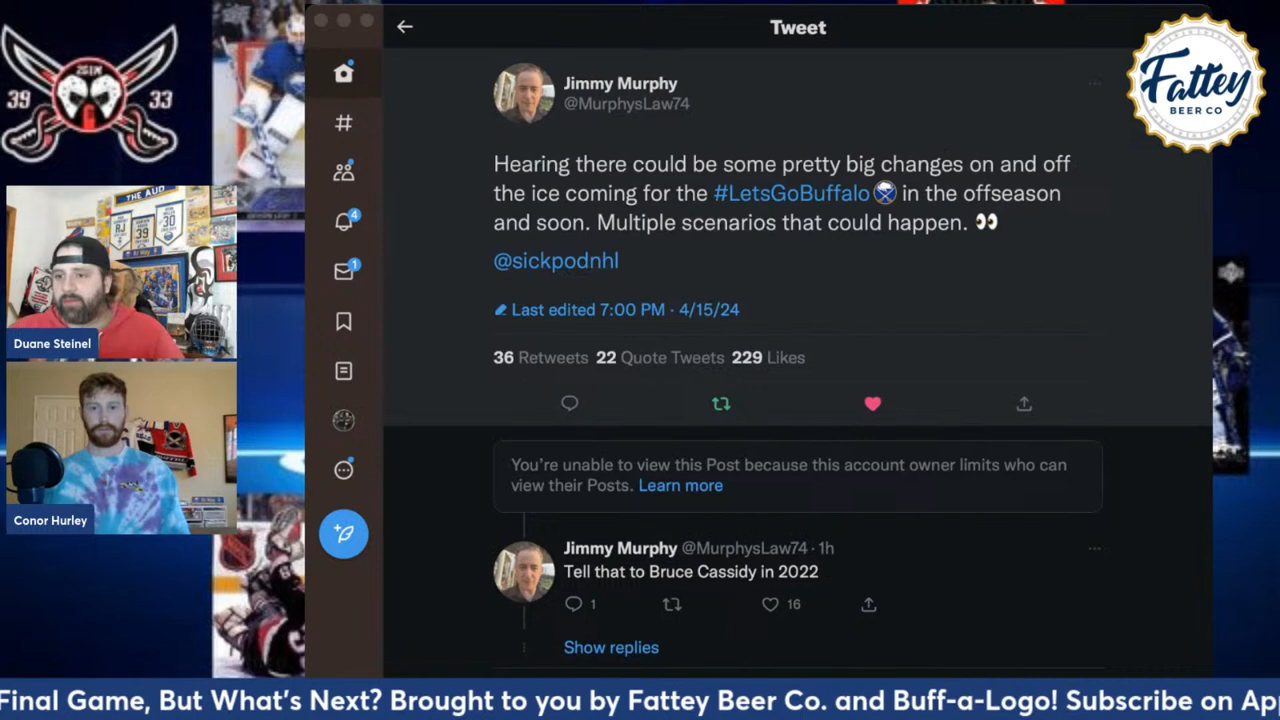 Tweet
Jimmy Murphy
@MurphysLaw74
Hearing there could be some pretty big changes on and off
the ice coming for the #LetsGoBuffalo in the offseason
and soon. Multiple scenarios that could happen. 👀
@sickpodnhl
Last edited 7:00 PM · 4/15/24
36 Retweets 22 Quote Tweets 229 Likes
You're unable to view this Post because this account owner limits who can
view their Posts. Learn more
Jimmy Murphy @MurphysLaw74 · 1h
Tell that to Bruce Cassidy in 2022
1 16
Show replies
4
1
39 33
THE AUD
RJ
39
30
Duane Steinel
Conor Hurley
Fattey
BEER CO
Final Game, But What's Next? Brought to you by Fattey Beer Co. and Buff-a-Logo! Subscribe on Ap